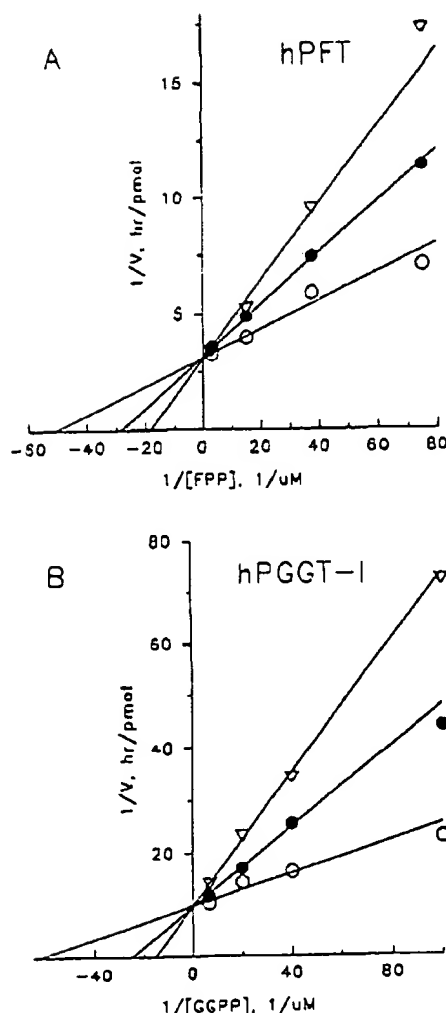 A
hPFT
15
10
5
1/V, hr/pmol
-60 -40 -20 0 20 40 60 80
1/[FPP], 1/uM
B
hPGGT-I
80
60
40
20
1/V, hr/pmol
-40 0 40 80
1/[GGPP], 1/uM